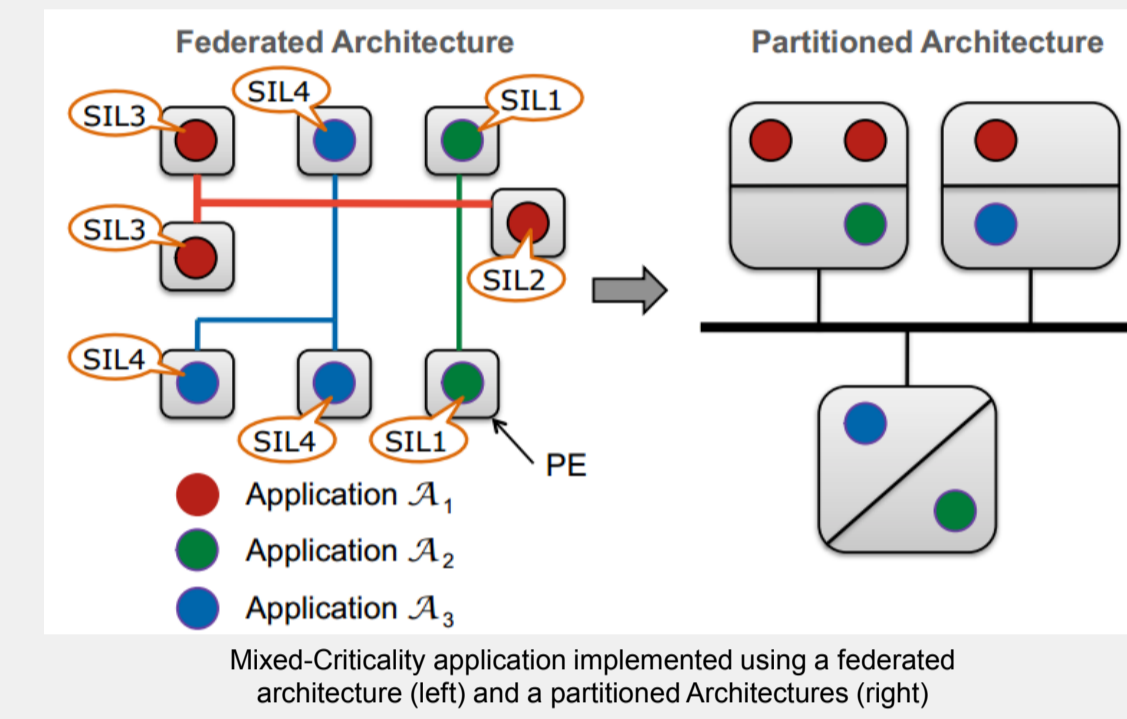 Federated Architecture
Partitioned Architecture
SIL3
SIL4
SIL1
SIL3
SIL2
SIL4
SIL4
SIL1
PE
Application 𝒜₁
Application 𝒜₂
Application 𝒜₃
Mixed-Criticality application implemented using a federated
architecture (left) and a partitioned Architectures (right)